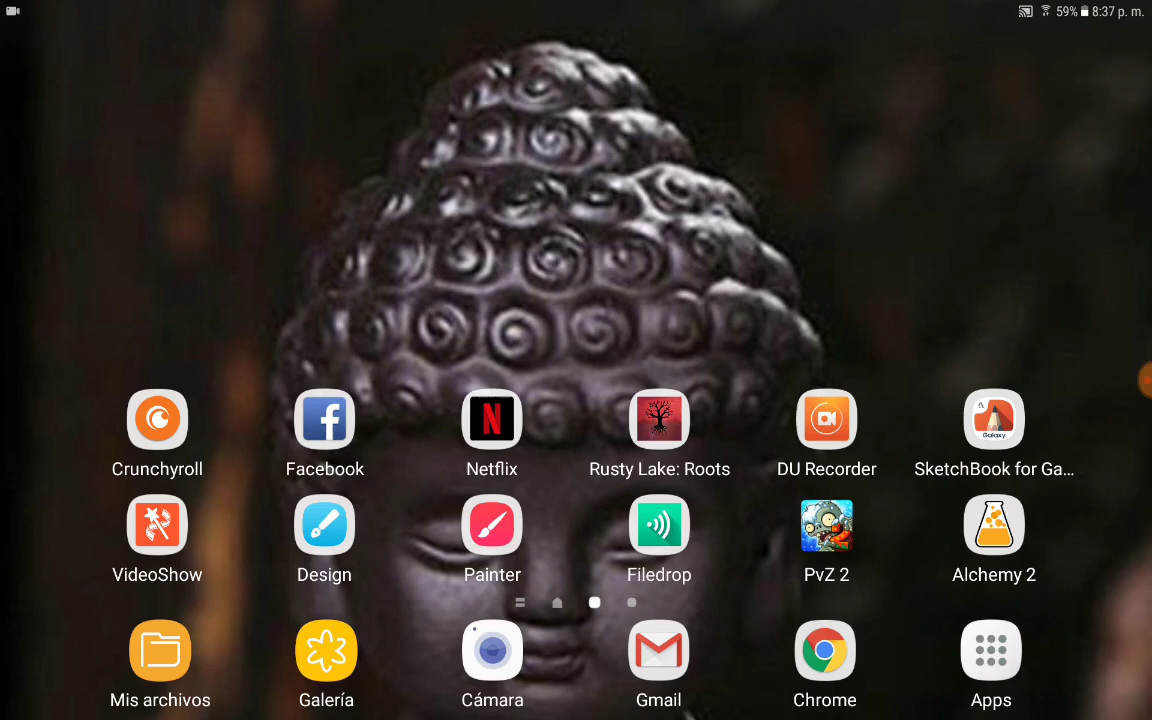 59% 8:37 p. m.
Crunchyroll Facebook Netflix Rusty Lake: Roots DU Recorder SketchBook for Ga...
Galaxy
VideoShow Design Painter Filedrop PvZ 2 Alchemy 2
Mis archivos Galería Cámara Gmail Chrome Apps